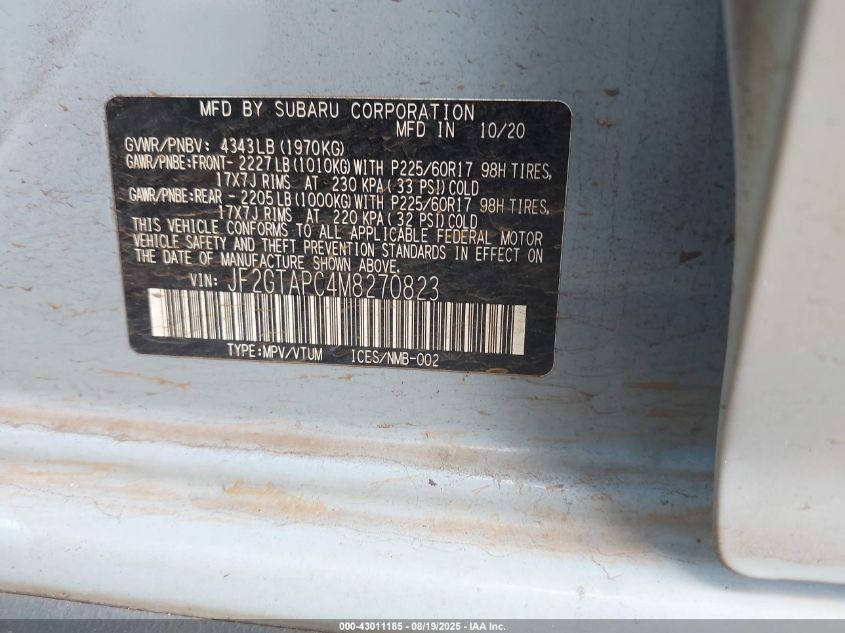 MFD BY SUBARU CORPORATION
MFD IN 10/20
GVWR/PNBV: 4343LB(1970KG)
GAWR/PNBE:FRONT- 2227LB(1010KG)WITH P225/60R17 98H TIRES,
17X7J RIMS AT 230 KPA(33 PSI)COLD
GAWR/PNBE:REAR - 2205LB(1000KG)WITH P225/60R17 98H TIRES,
17X7J RIMS AT 220 KPA(32 PSI)COLD
THIS VEHICLE CONFORMS TO ALL APPLICABLE FEDERAL MOTOR
VEHICLE SAFETY AND THEFT PREVENTION STANDARDS IN EFFECT ON
THE DATE OF MANUFACTURE SHOWN ABOVE.
VIN: JF2GTAPC4M8270823
TYPE:MPV/VTUM ICES/NMB-002
000-43011185 - 08/19/2025 - IAA Inc.